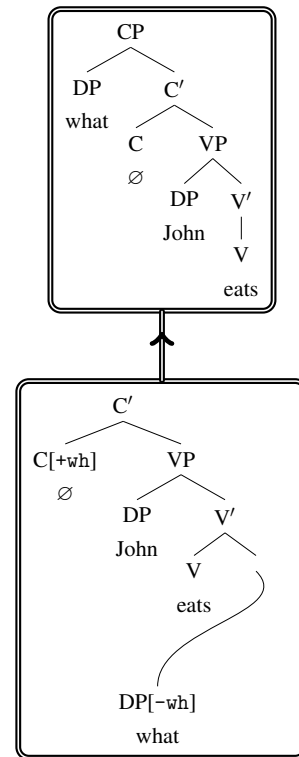 CP
DP C′
what
C VP
∅
DP V′
John
V
eats
C′
C[+wh] VP
∅
DP V′
John
V
eats
DP[-wh]
what